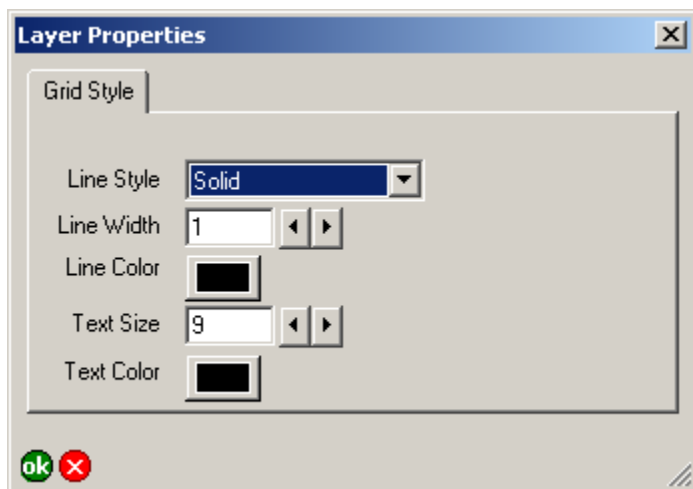 Layer Properties
Grid Style
Line Style Solid
Line Width 1
Line Color
Text Size 9
Text Color
ok